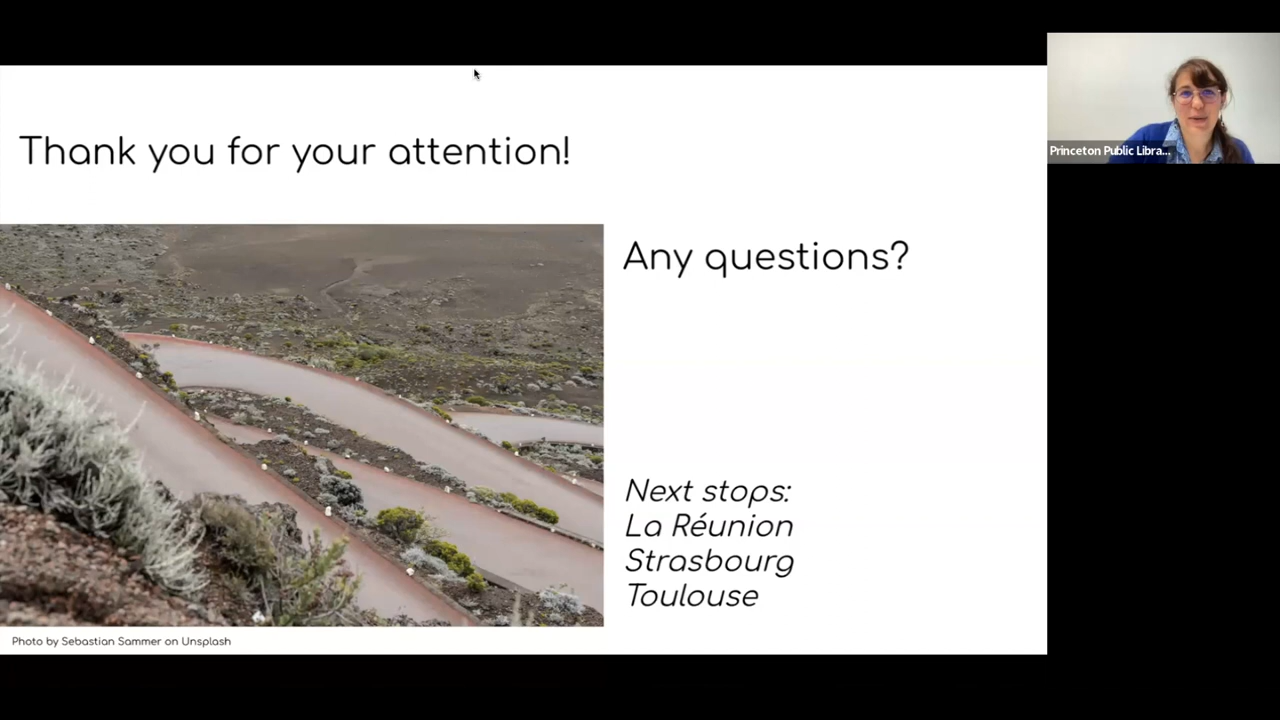 Thank you for your attention!
Princeton Public Libra...
Any questions?
Next stops:
La Réunion
Strasbourg
Toulouse
Photo by Sebastian Sammer on Unsplash